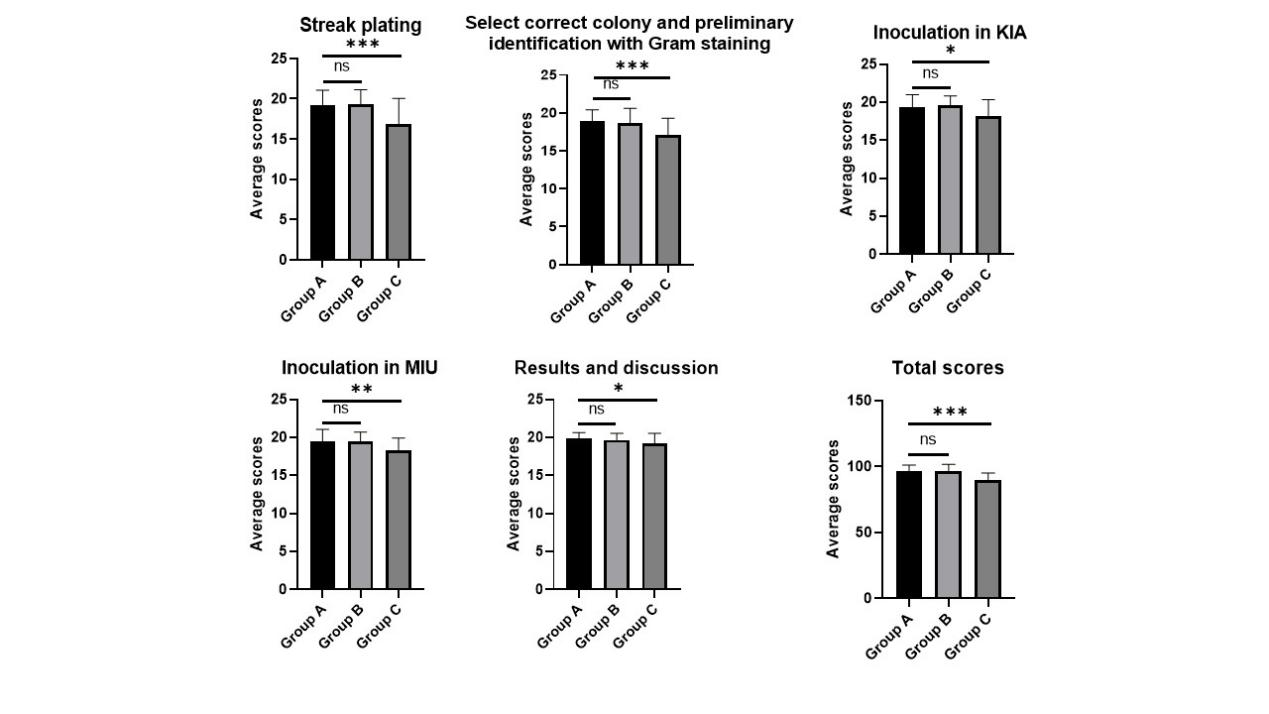 Streak plating
***
ns
25
20
15
10
5
0
Average scores
Group A
Group B
Group C
Select correct colony and preliminary
identification with Gram staining
***
ns
25
20
15
10
5
0
Average scores
Group A
Group B
Group C
Inoculation in KIA
*
ns
25
20
15
10
5
0
Average scores
Group A
Group B
Group C
Inoculation in MIU
**
ns
25
20
15
10
5
0
Average scores
Group A
Group B
Group C
Results and discussion
*
ns
25
20
15
10
5
0
Average scores
Group A
Group B
Group C
Total scores
***
ns
150
100
50
0
Average scores
Group A
Group B
Group C